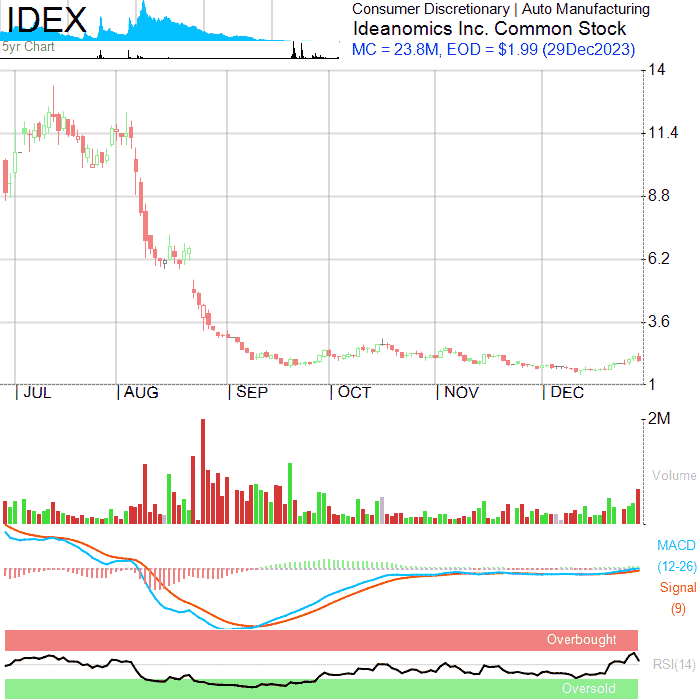 IDEX
5yr Chart
Consumer Discretionary | Auto Manufacturing
Ideanomics Inc. Common Stock
MC = 23.8M, EOD = $1.99 (29Dec2023)
14
11.4
8.8
6.2
3.6
1
JUL AUG SEP OCT NOV DEC
2M
Volume
MACD
(12-26)
Signal
(9)
Overbought
RSI(14)
Oversold